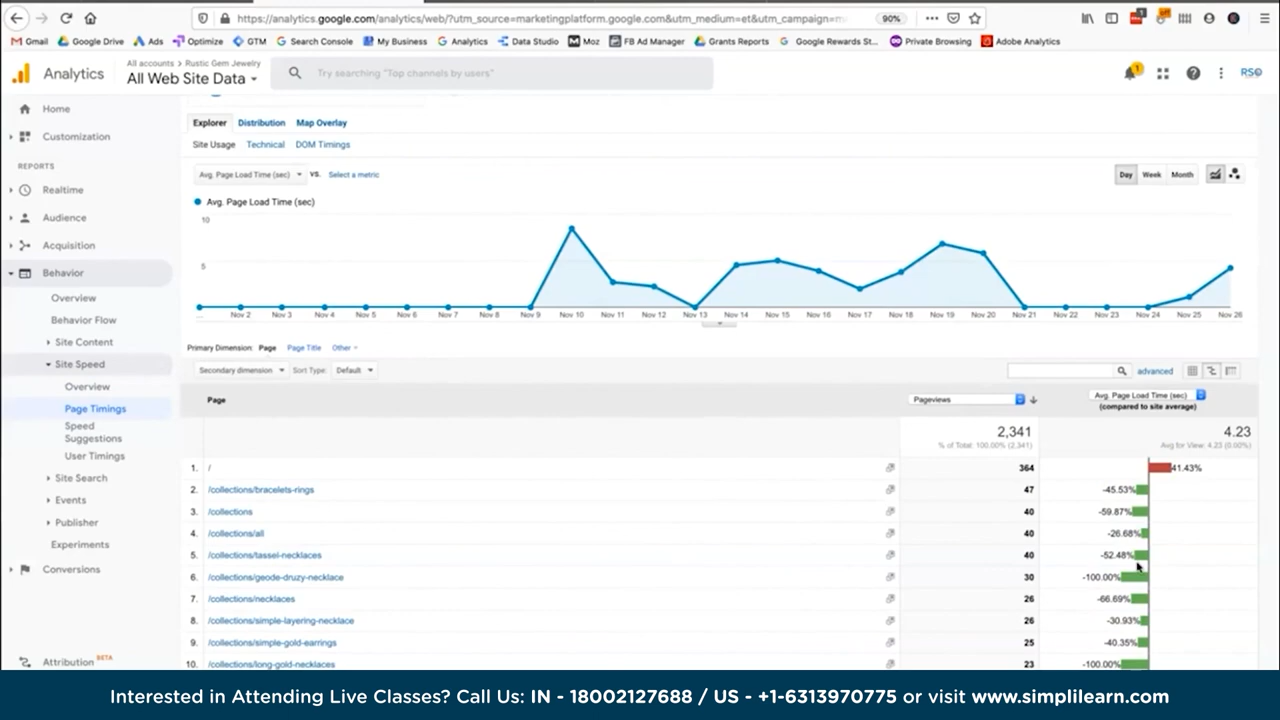 https://analytics.google.com/analytics/web/?utm_source=marketingplatform.google.com&utm_medium=et&utm_campaign=m
90%
Gmail Google Drive Ads Optimize GTM Search Console My Business Analytics Data Studio Moz FB Ad Manager Grants Reports Google Rewards St... Private Browsing Adobe Analytics
Analytics
All accounts > Rustic Gem Jewelry
All Web Site Data
Try searching "Top channels by users"
1
Home
Customization
REPORTS
Realtime
Audience
Acquisition
Behavior
Overview
Behavior Flow
Site Content
Site Speed
Overview
Page Timings
Speed
Suggestions
User Timings
Site Search
Events
Publisher
Experiments
Conversions
Attribution BETA
Explorer Distribution Map Overlay
Site Usage Technical DOM Timings
Avg. Page Load Time (sec) VS. Select a metric
Day Week Month
Avg. Page Load Time (sec)
10
5
... Nov 2 Nov 3 Nov 4 Nov 5 Nov 6 Nov 7 Nov 8 Nov 9 Nov 10 Nov 11 Nov 12 Nov 13 Nov 14 Nov 15 Nov 16 Nov 17 Nov 18 Nov 19 Nov 20 Nov 21 Nov 22 Nov 23 Nov 24 Nov 25 Nov 26
Primary Dimension: Page Page Title Other
Secondary dimension Sort Type: Default
advanced
Page Pageviews Avg. Page Load Time (sec)
(compared to site average)
2,341 4.23
% of Total: 100.00% (2,341) Avg for View: 4.23 (0.00%)
1. / 364 41.43%
2. /collections/bracelets-rings 47 -45.53%
3. /collections 40 -59.87%
4. /collections/all 40 -26.68%
5. /collections/tassel-necklaces 40 -52.48%
6. /collections/geode-druzy-necklace 30 -100.00%
7. /collections/necklaces 26 -66.69%
8. /collections/simple-layering-necklace 26 -30.93%
9. /collections/simple-gold-earrings 25 -40.35%
10. /collections/long-gold-necklaces 23 -100.00%
Interested in Attending Live Classes? Call Us: IN - 18002127688 / US - +1-6313970775 or visit www.simplilearn.com